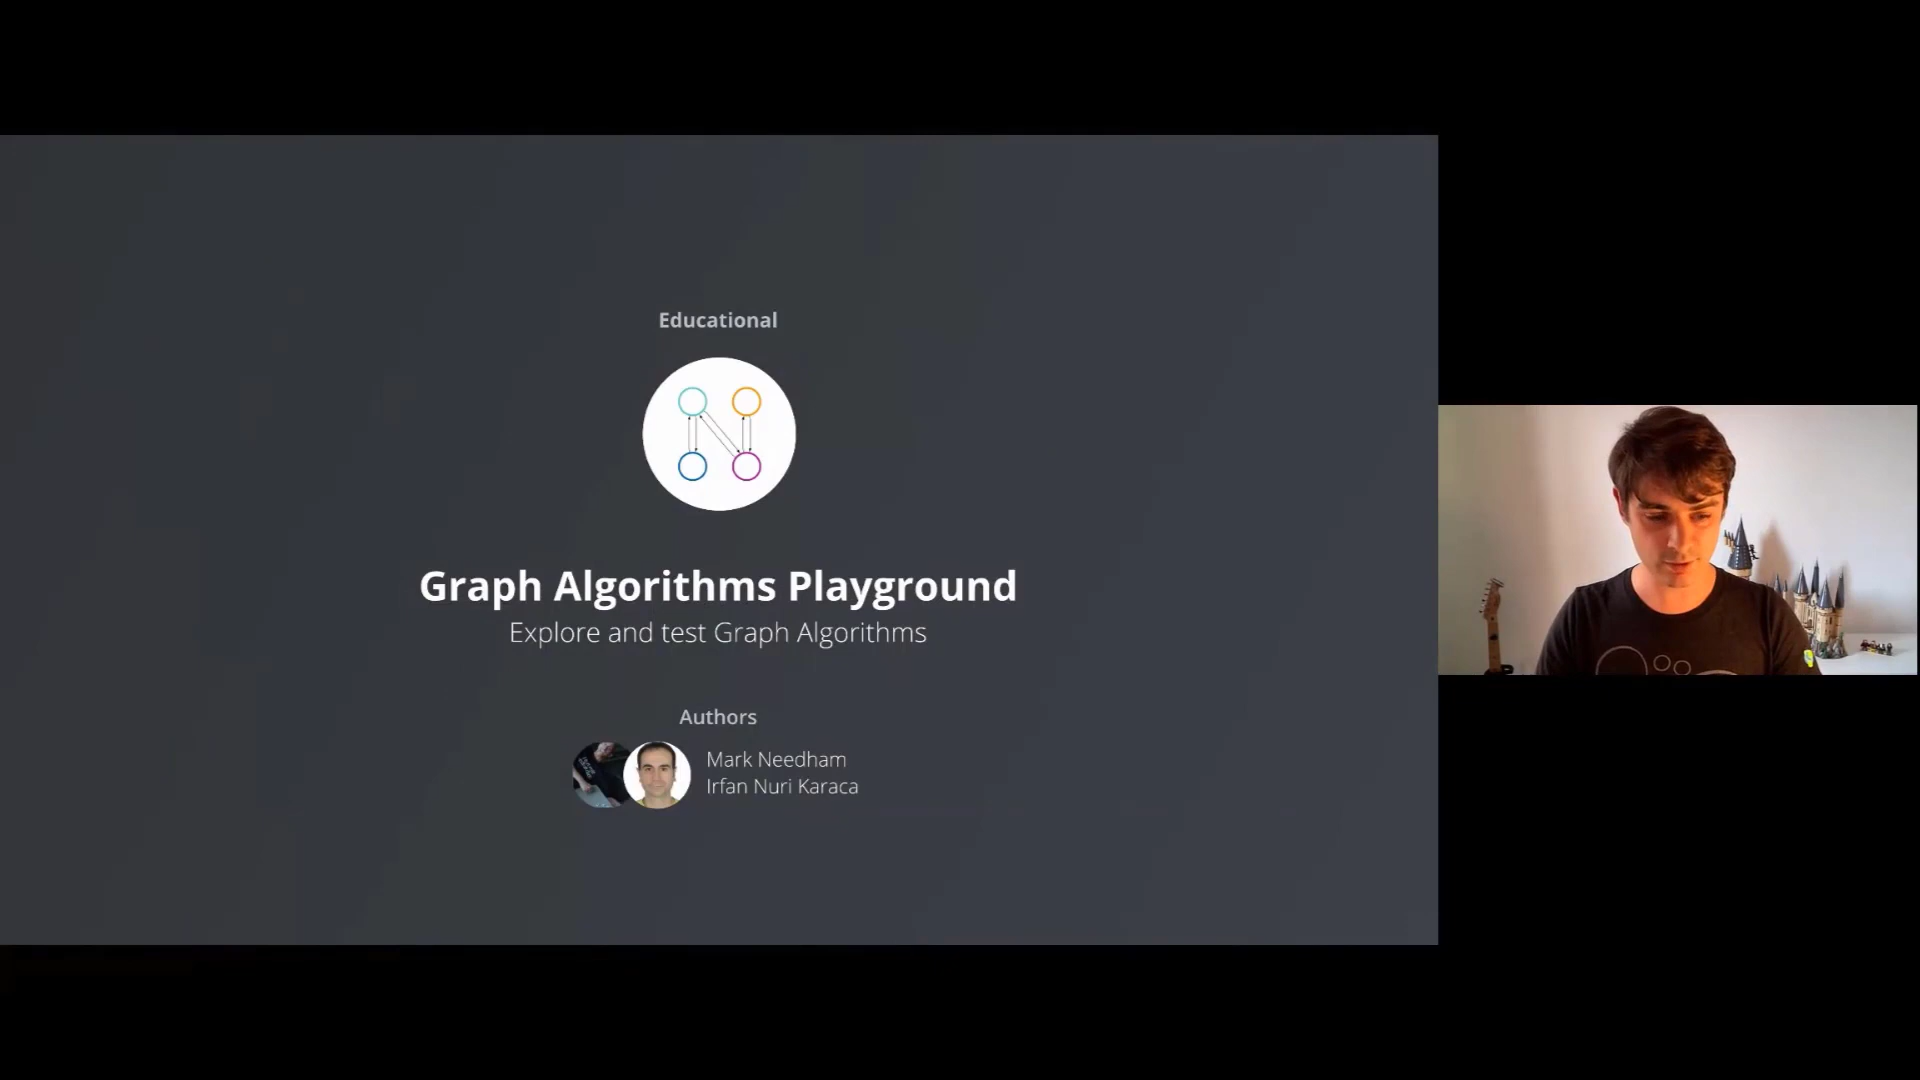 Educational
Graph Algorithms Playground
Explore and test Graph Algorithms
Authors
Mark Needham
Irfan Nuri Karaca